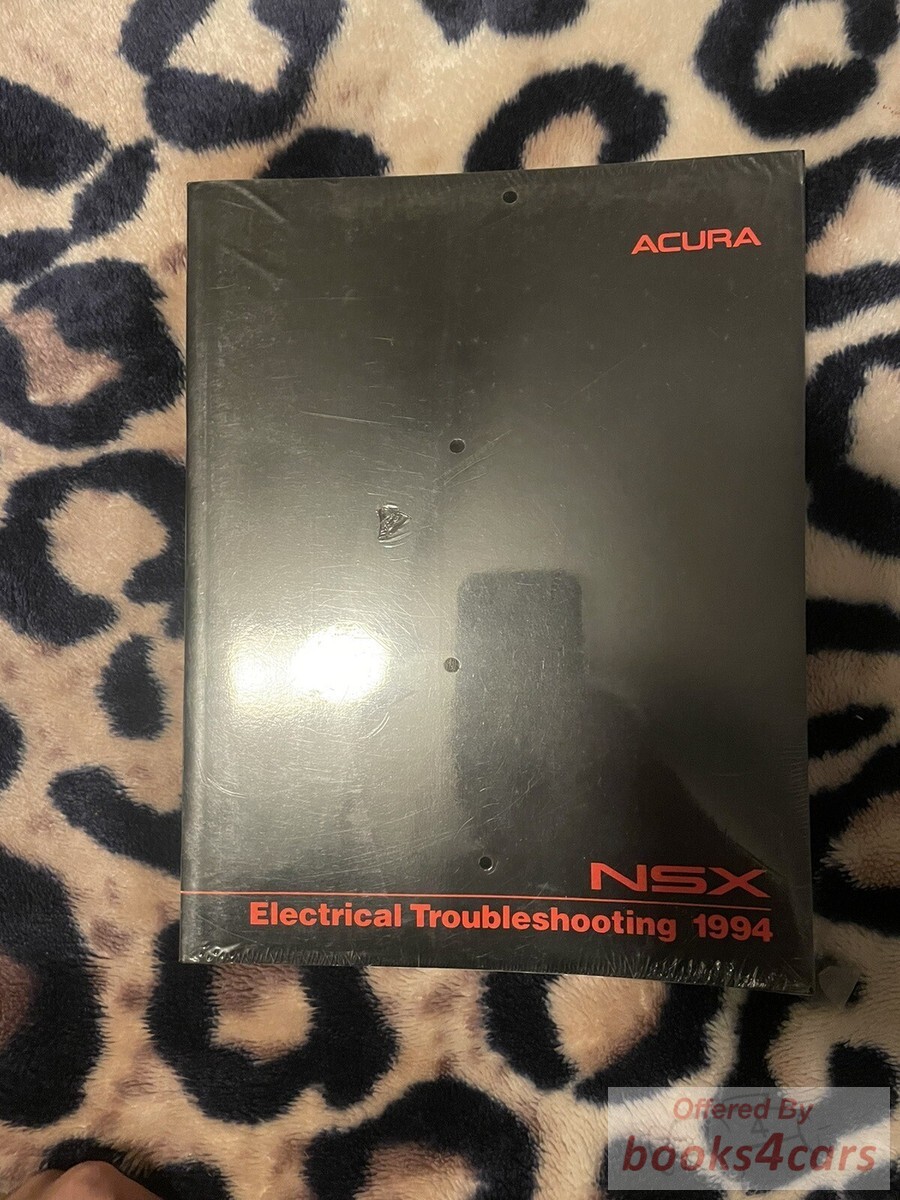 ACURA
NSX
Electrical Troubleshooting 1994
Offered By
books4cars